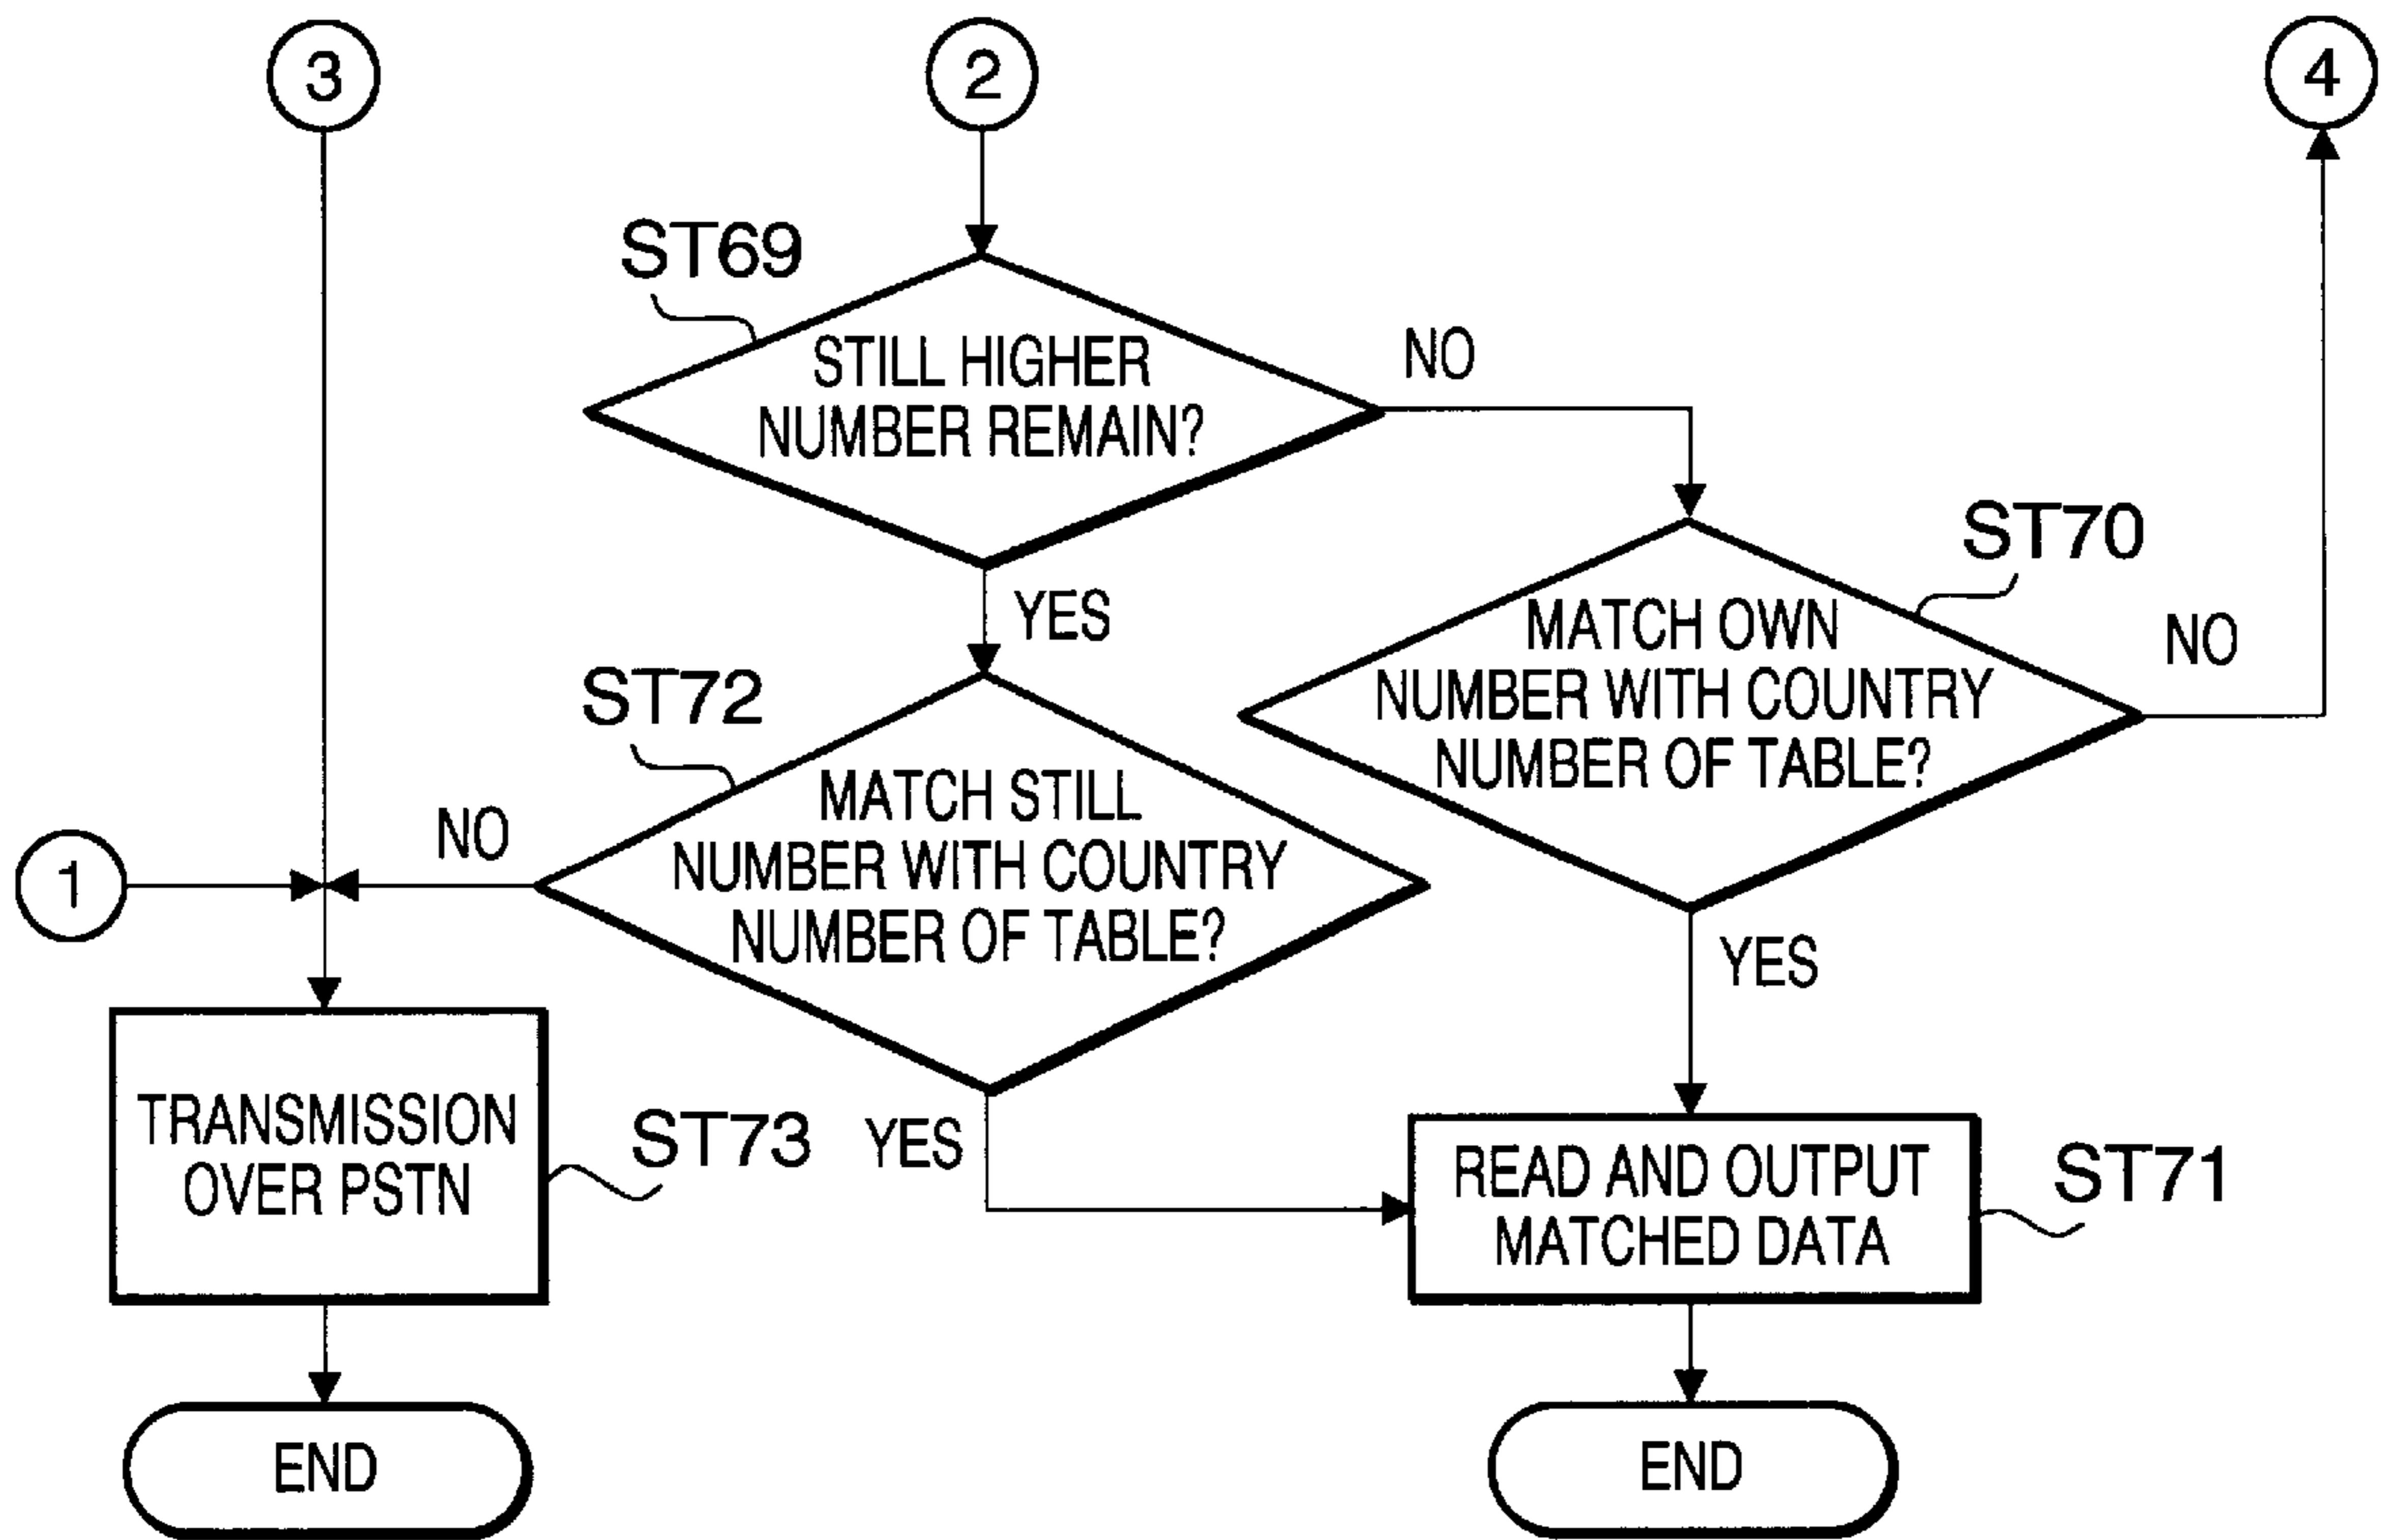 3
2
4
ST69
STILL HIGHER
NUMBER REMAIN?
NO
YES
ST70
MATCH OWN
NUMBER WITH COUNTRY
NUMBER OF TABLE?
NO
ST72
MATCH STILL
NUMBER WITH COUNTRY
NUMBER OF TABLE?
NO
1
YES
YES
TRANSMISSION
OVER PSTN
ST73
READ AND OUTPUT
MATCHED DATA
ST71
END
END